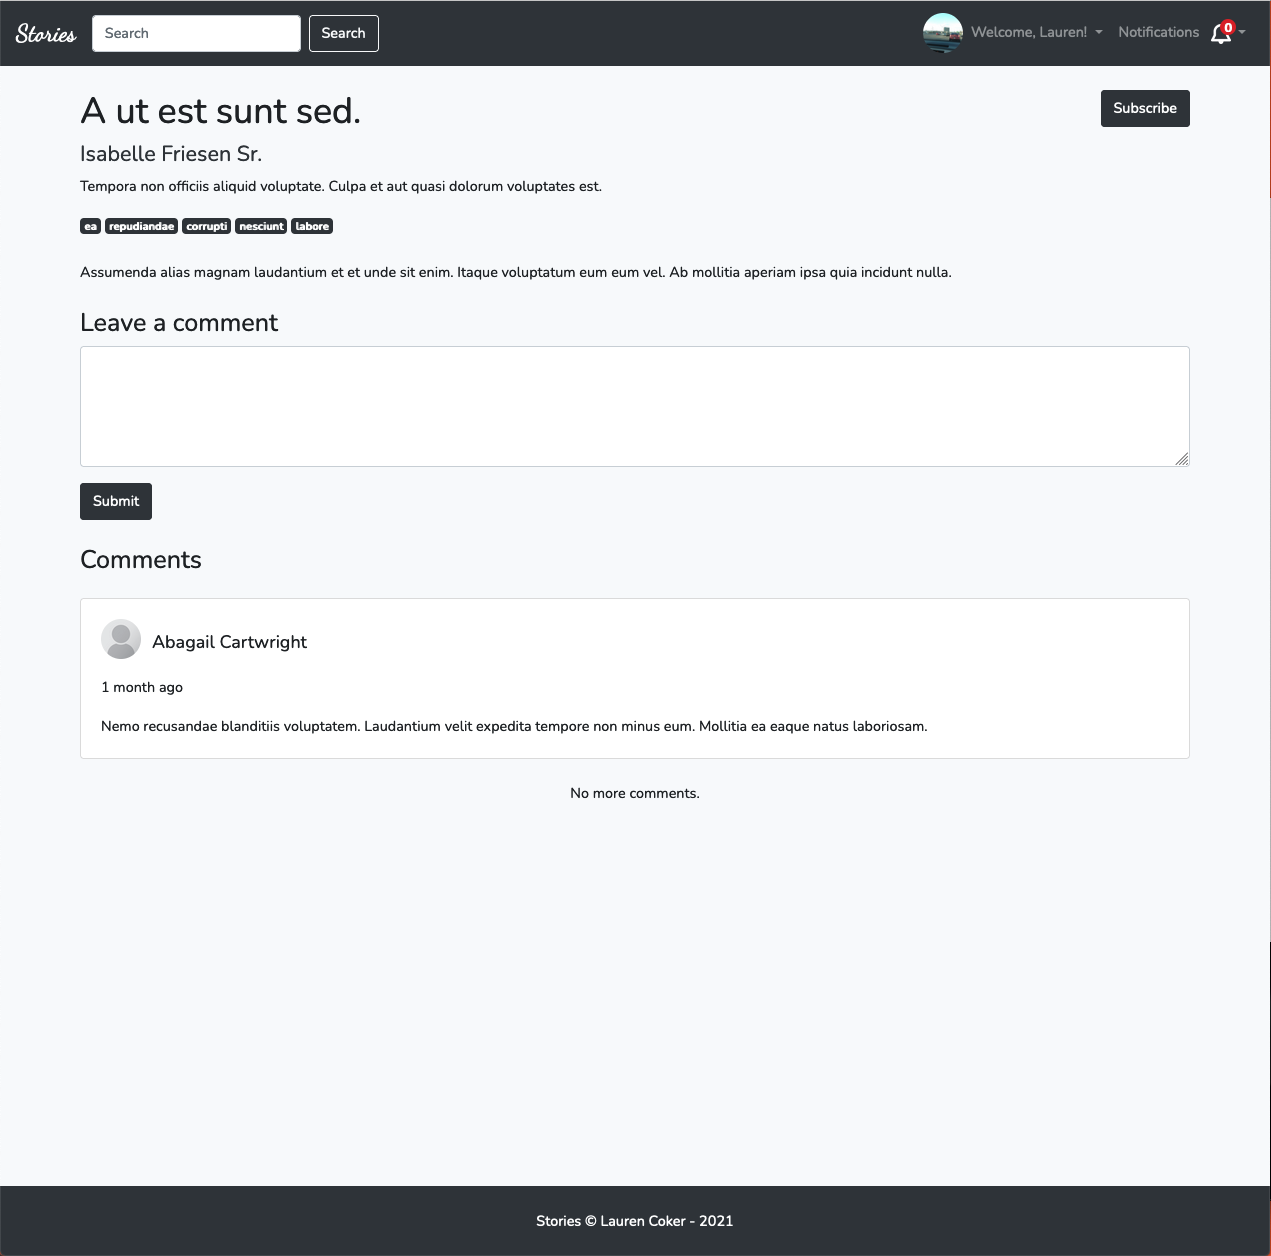 Stories Search Search Welcome, Lauren! Notifications 0
A ut est sunt sed. Subscribe
Isabelle Friesen Sr.
Tempora non officiis aliquid voluptate. Culpa et aut quasi dolorum voluptates est.
ea repudiandae corrupti nesciunt labore
Assumenda alias magnam laudantium et et unde sit enim. Itaque voluptatum eum eum vel. Ab mollitia aperiam ipsa quia incidunt nulla.
Leave a comment
Submit
Comments
Abagail Cartwright
1 month ago
Nemo recusandae blanditiis voluptatem. Laudantium velit expedita tempore non minus eum. Mollitia ea eaque natus laboriosam.
No more comments.
Stories © Lauren Coker - 2021